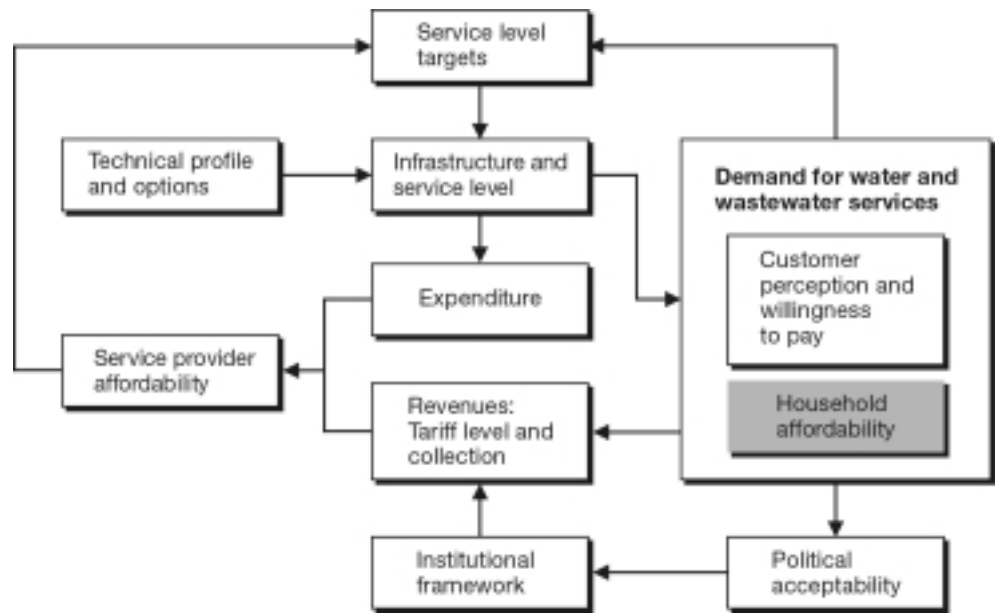 Service level
targets
Technical profile
and options
Infrastructure and
service level
Demand for water and
wastewater services
Customer
perception and
willingness
to pay
Expenditure
Service provider
affordability
Household
affordability
Revenues:
Tariff level and
collection
Institutional
framework
Political
acceptability